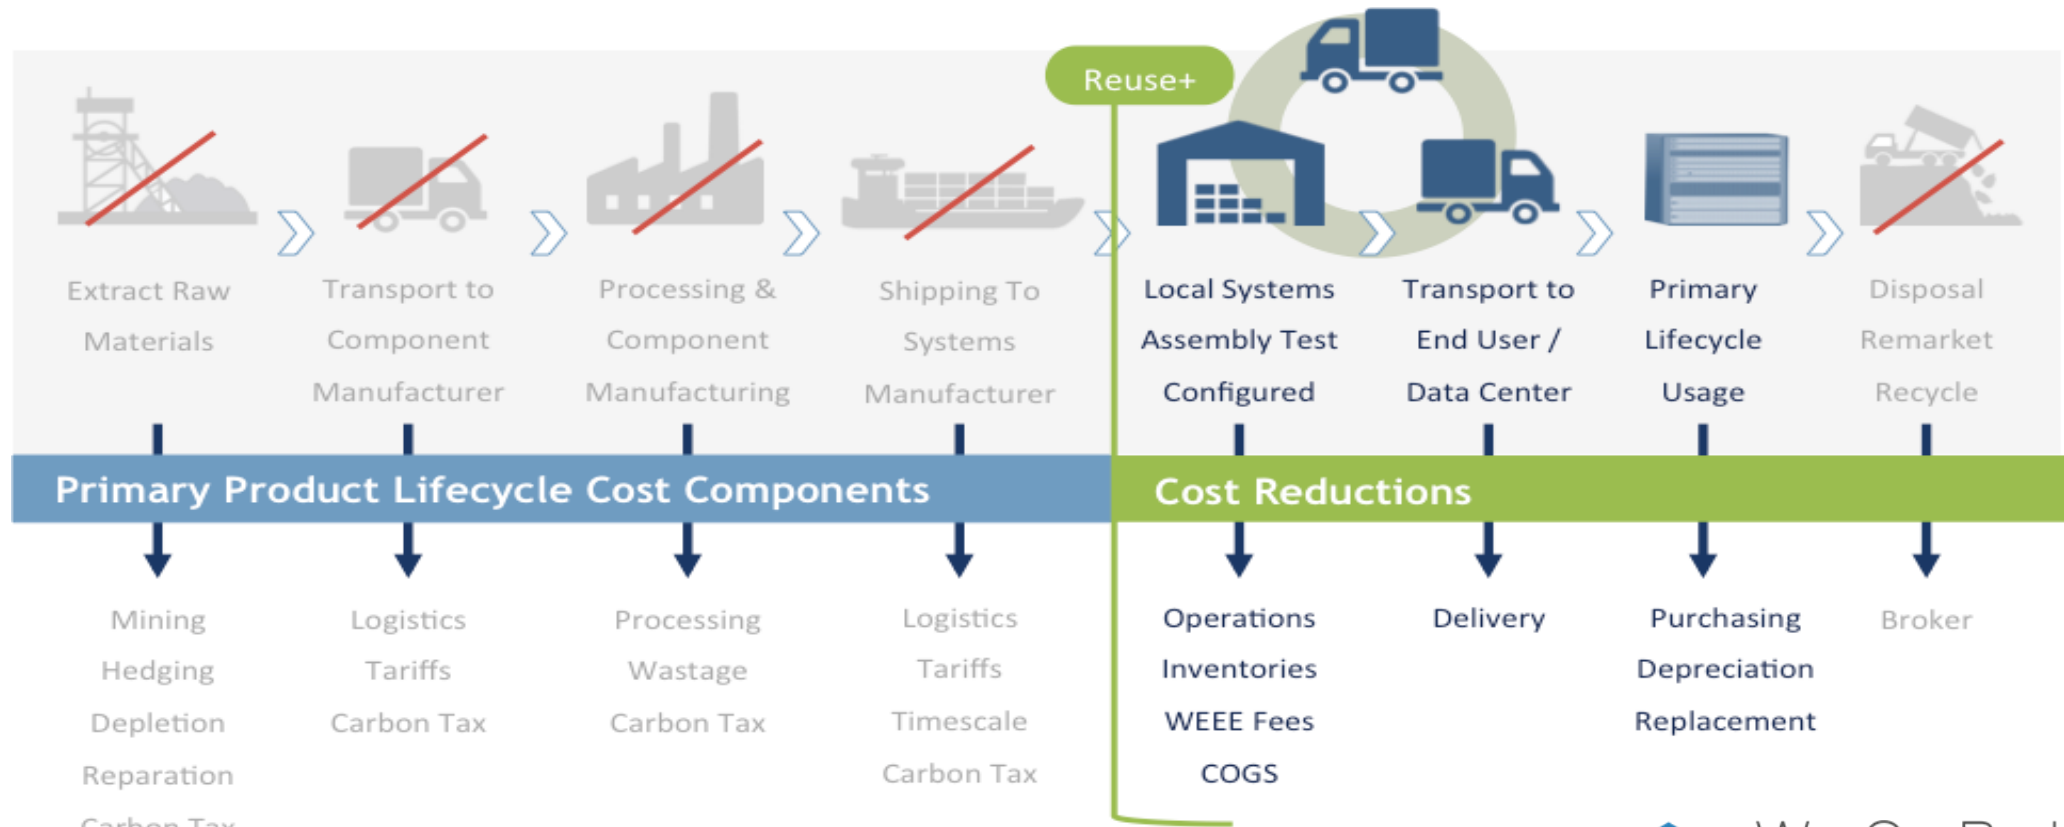 Reuse+
Extract Raw
Materials
Transport to
Component
Manufacturer
Processing &
Component
Manufacturing
Shipping To
Systems
Manufacturer
Local Systems
Assembly Test
Configured
Transport to
End User /
Data Center
Primary
Lifecycle
Usage
Disposal
Remarket
Recycle
Primary Product Lifecycle Cost Components
Cost Reductions
Mining
Hedging
Depletion
Reparation
Carbon Tax
Logistics
Tariffs
Carbon Tax
Processing
Wastage
Carbon Tax
Logistics
Tariffs
Timescale
Carbon Tax
Operations
Inventories
WEEE Fees
COGS
Delivery
Purchasing
Depreciation
Replacement
Broker